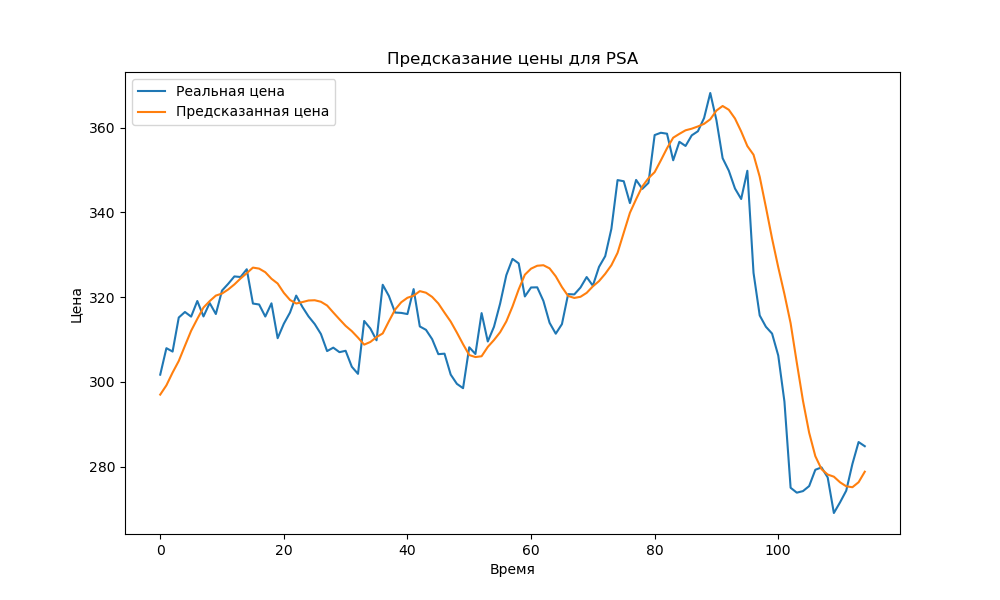 Предсказание цены для PSA
Реальная цена
Предсказанная цена
Цена
360
340
320
300
280
0 20 40 60 80 100
Время